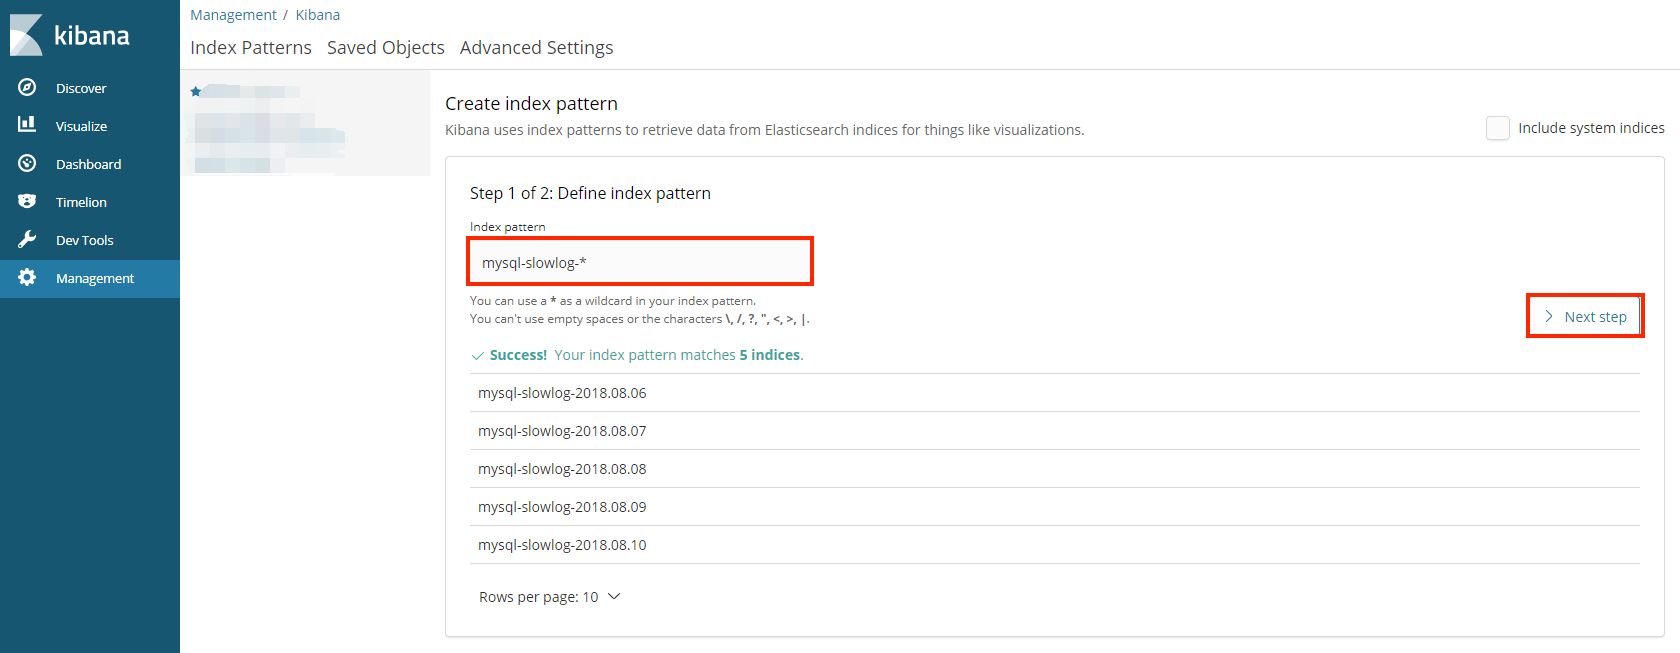 kibana
Discover
Visualize
Dashboard
Timelion
Dev Tools
Management
Management / Kibana
Index Patterns Saved Objects Advanced Settings
Create index pattern
Kibana uses index patterns to retrieve data from Elasticsearch indices for things like visualizations.
Include system indices
Step 1 of 2: Define index pattern
Index pattern
mysql-slowlog-*
You can use a * as a wildcard in your index pattern.
You can't use empty spaces or the characters \, /, ?, ", <, >, |.
Next step
Success! Your index pattern matches 5 indices.
mysql-slowlog-2018.08.06
mysql-slowlog-2018.08.07
mysql-slowlog-2018.08.08
mysql-slowlog-2018.08.09
mysql-slowlog-2018.08.10
Rows per page: 10